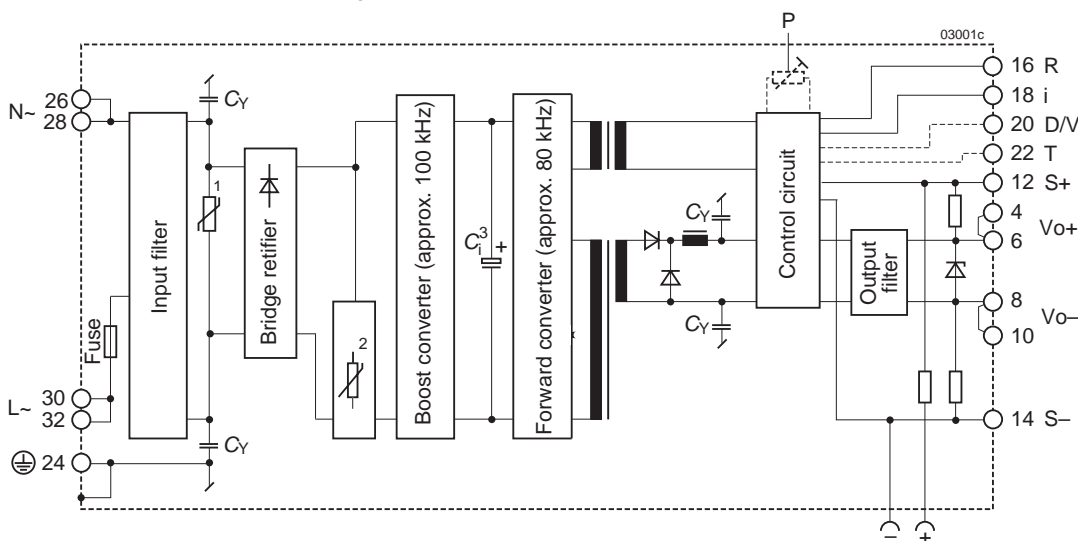 P
03001c
N~
26
28
Fuse
L~
30
32
24
CY
CY
Input filter
1
Bridge retifier
2
Boost converter (approx. 100 kHz)
Ci3
+
Forward converter (approx. 80 kHz)
CY
CY
Control circuit
Output
filter
16 R
18 i
20 D/V
22 T
12 S+
4
Vo+
6
8
Vo–
10
14 S–
–
+